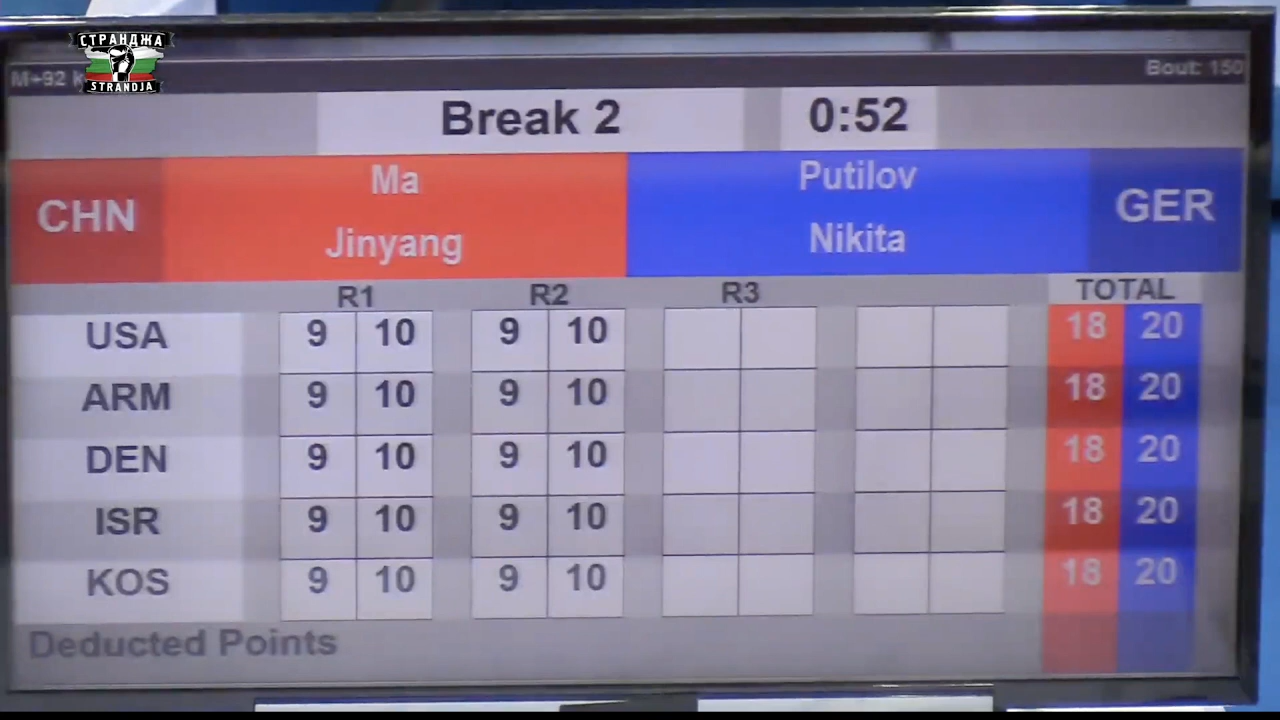 СТРАНДЖА
STRANDJA
M+92 k
Bout: 150
Break 2 0:52
CHN Ma Jinyang Putilov Nikita GER
R1 R2 R3 TOTAL
USA 9 10 9 10 18 20
ARM 9 10 9 10 18 20
DEN 9 10 9 10 18 20
ISR 9 10 9 10 18 20
KOS 9 10 9 10 18 20
Deducted Points